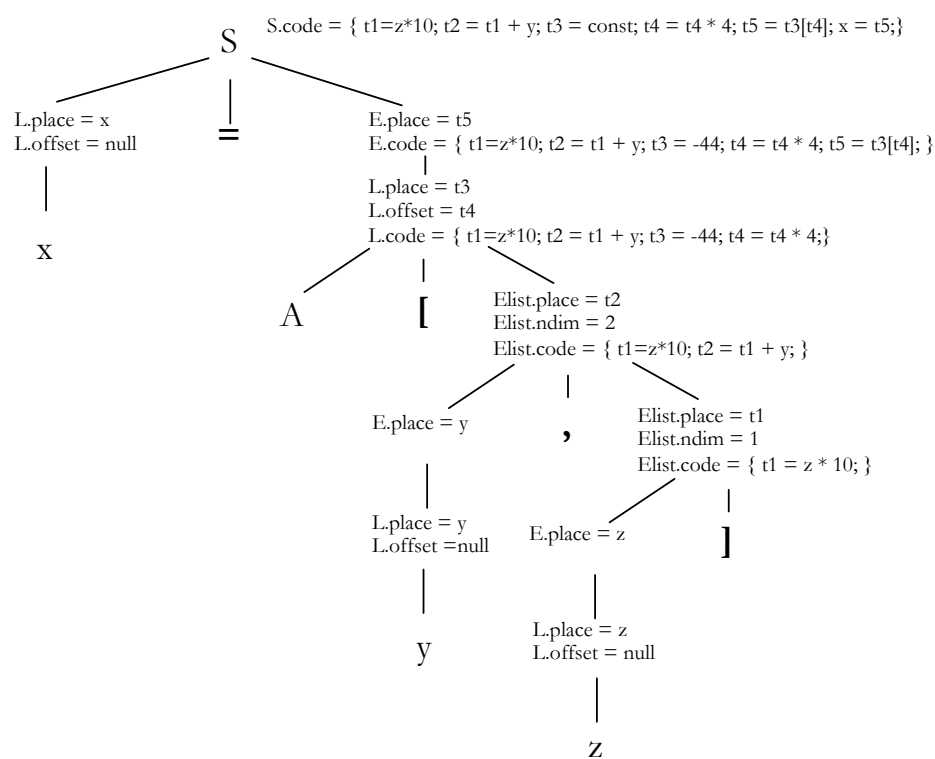 S
S.code = { t1=z*10; t2 = t1 + y; t3 = const; t4 = t4 * 4; t5 = t3[t4]; x = t5;}
L.place = x
L.offset = null
=
E.place = t5
E.code = { t1=z*10; t2 = t1 + y; t3 = -44; t4 = t4 * 4; t5 = t3[t4]; }
x
L.place = t3
L.offset = t4
L.code = { t1=z*10; t2 = t1 + y; t3 = -44; t4 = t4 * 4;}
A
[
Elist.place = t2
Elist.ndim = 2
Elist.code = { t1=z*10; t2 = t1 + y; }
E.place = y
,
Elist.place = t1
Elist.ndim = 1
Elist.code = { t1 = z * 10; }
L.place = y
L.offset =null
E.place = z
]
y
L.place = z
L.offset = null
z